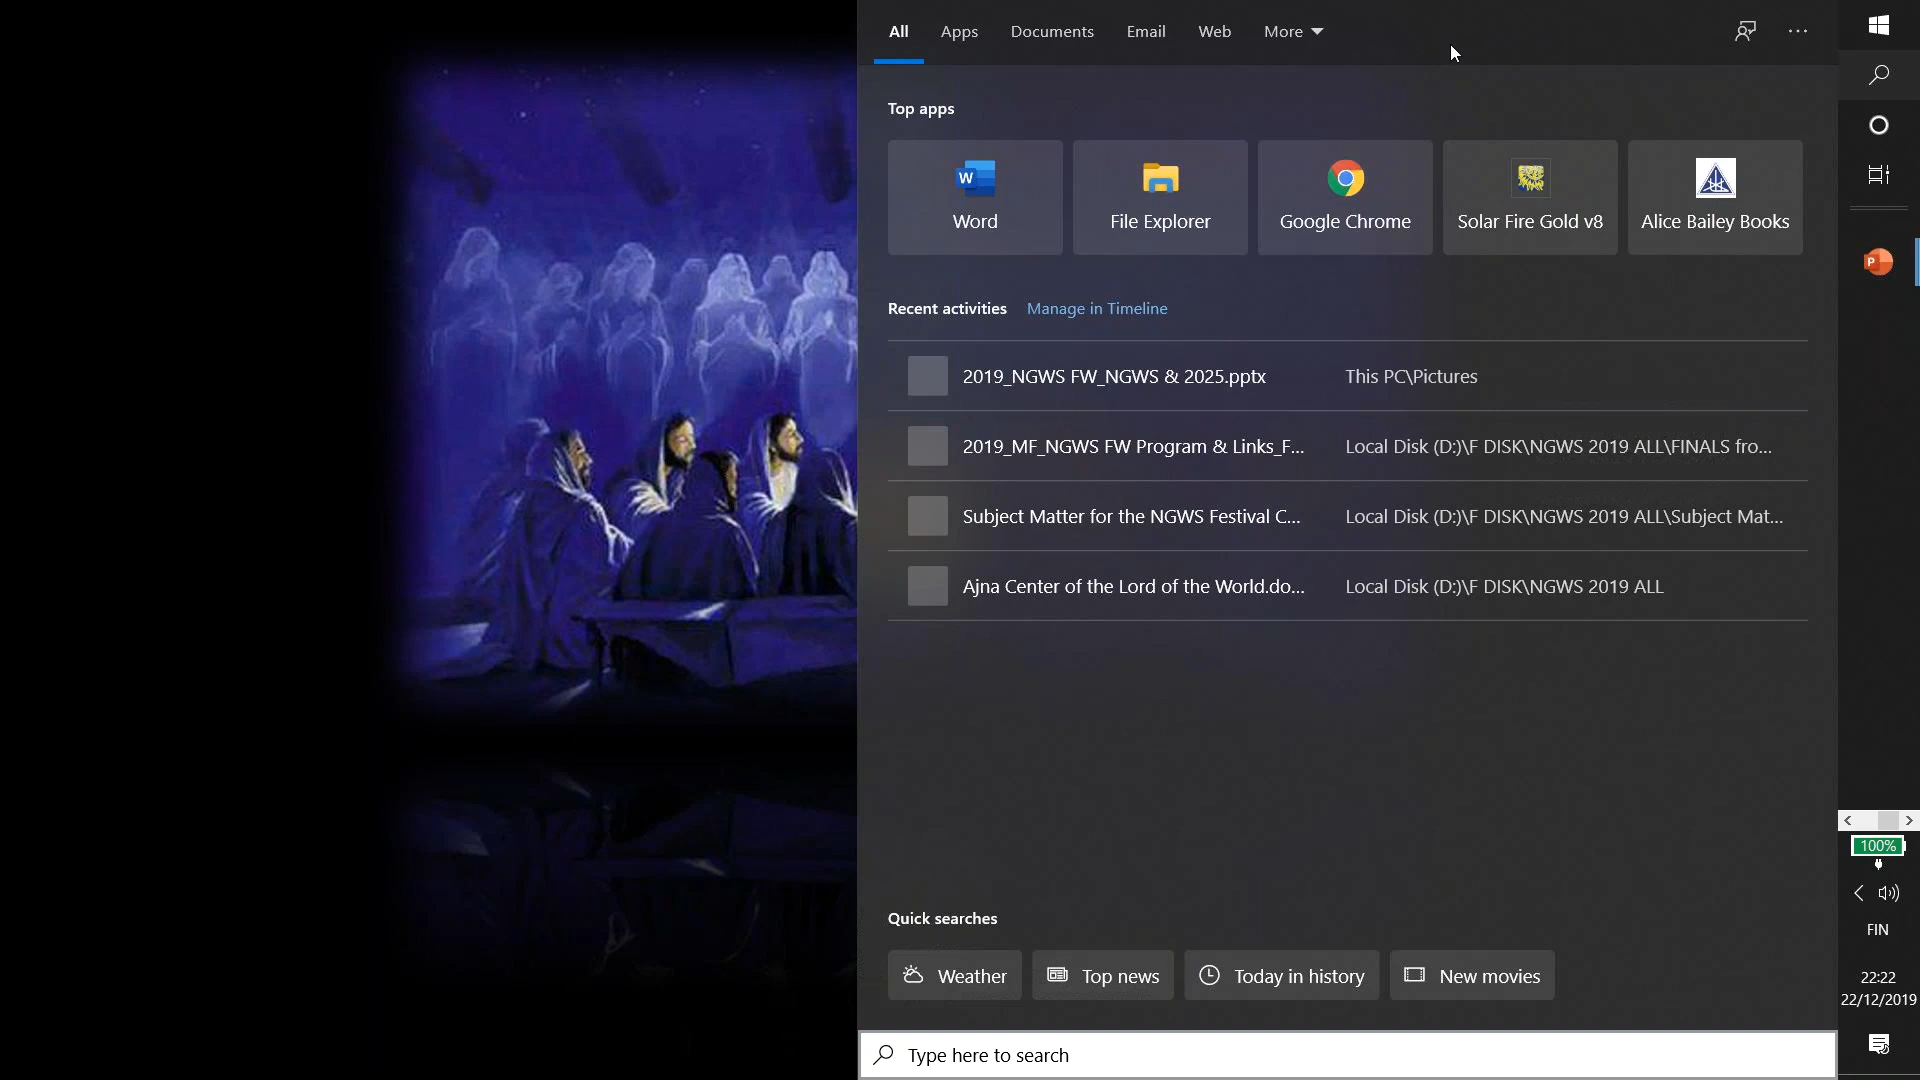 All Apps Documents Email Web More
Top apps
W
Word File Explorer Google Chrome Solar Fire Gold v8 Alice Bailey Books
P
Recent activities Manage in Timeline
2019_NGWS FW_NGWS & 2025.pptx This PC\Pictures
2019_MF_NGWS FW Program & Links_F... Local Disk (D:)\F DISK\NGWS 2019 ALL\FINALS fro...
Subject Matter for the NGWS Festival C... Local Disk (D:)\F DISK\NGWS 2019 ALL\Subject Mat...
Ajna Center of the Lord of the World.do... Local Disk (D:)\F DISK\NGWS 2019 ALL
100%
FIN
Quick searches
Weather Top news Today in history New movies
22:22
22/12/2019
Type here to search